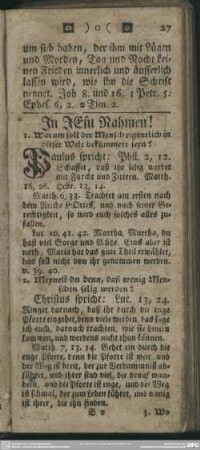 )o( 27
um sich haben, der ihm mit Lügen
und Morden, Tag und Nacht kei-
nen Frieden innerlich und äusserlich
lassen wird, wie ihn die Schrift
nennet. Joh 8. und 16. 1 Petr. 5.
Ephes. 6, 2. 2 Tim. 2.
In JEsu Nahmen!
1. Warum soll der Mensch eigentlich in
dieser Welt bekümmert seyn?
Paulus spricht: Phil. 2, 12.
Schaffet, daß ihr selig werdet
mit Furcht und Zittern. Matth.
16, 26. Hebr. 13, 14.
Matth. 6, 33. Trachtet am ersten nach
dem Reiche GOttes, und nach seiner Ge-
rechtigkeit, so wird euch solches alles zu-
fallen.
Luc. 10, 41. 42. Martha, Martha, du
hast viel Sorge und Mühe. Eins aber ist
noth, Maria hat das gute Theil erwählet,
das soll nicht von ihr genommen werden.
v. 39. 40.
2. Meynest du denn, daß wenig Men-
schen selig werden?
Christus spricht: Luc. 13, 24.
Ringet darnach, daß ihr durch die enge
Pforte eingehet, denn viele werden, das sage
ich euch, darnach trachten, wie sie hinein
kommen, und werdens nicht thun können.
Matth. 7, 13. 14. Gehet ein durch die
enge Pforte, denn die Pforte ist weit, und
der Weg ist breit, der zur Verdammniß ab-
führet, und ihrer sind viel, die drauf wan-
deln, und die Pforte ist enge, und der Weg
ist schmal, der zum Leben führet, und wenig
ist ihrer, die ihn finden.
B 2 3. Wo